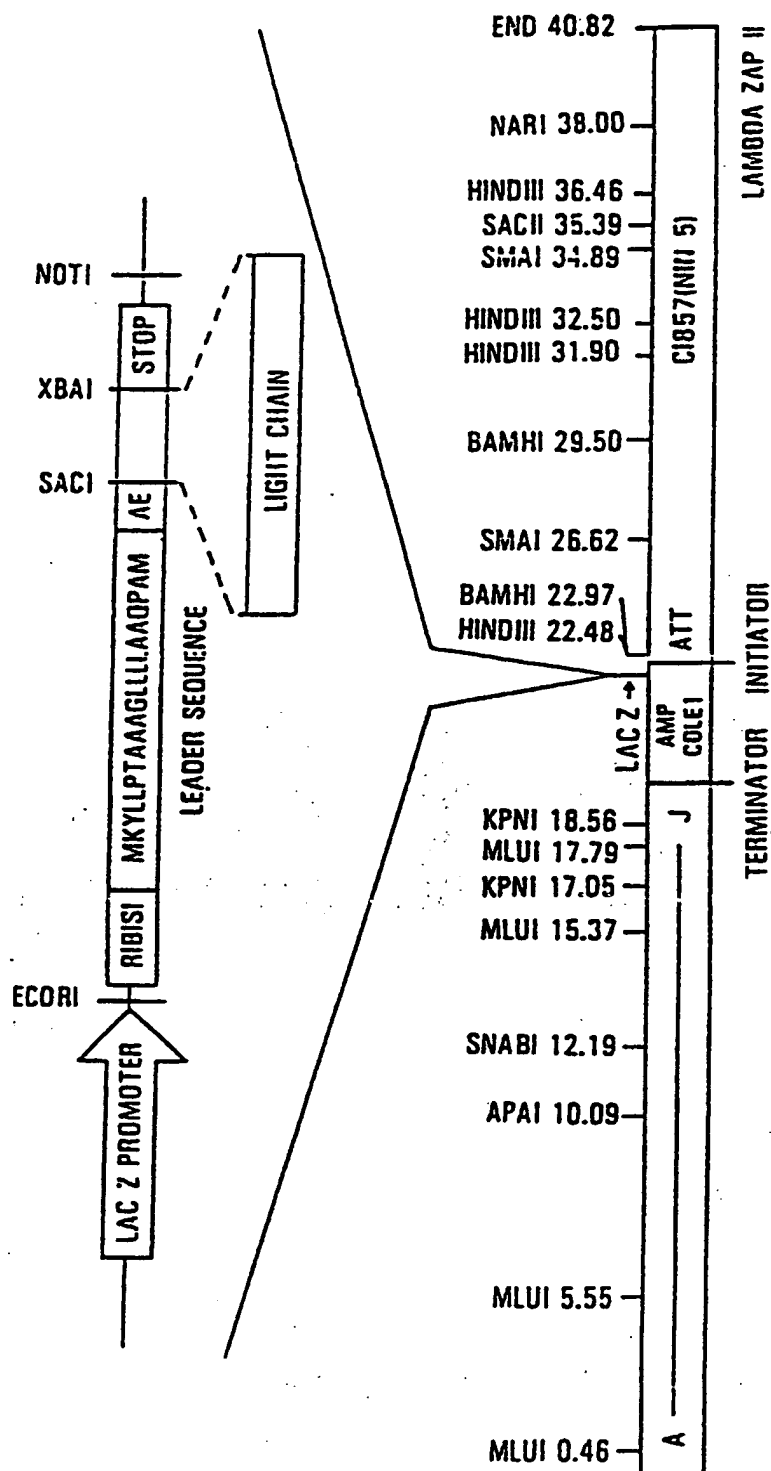 END 40.82
NARI 38.00
HINDIII 36.46
SACII 35.39
SMAI 34.89
HINDIII 32.50
HINDIII 31.90
BAMHI 29.50
SMAI 26.62
BAMHI 22.97
HINDIII 22.48
LAC Z
KPNI 18.56
MLUI 17.79
KPNI 17.05
MLUI 15.37
SNABI 12.19
APAI 10.09
MLUI 5.55
MLUI 0.46
CI857(NIN 5)
ATT
AMP
COLE1
J
A
LAMBDA ZAP II
INITIATOR
TERMINATOR
NOTI
XBAI
SACI
ECORI
STOP
AE
MKYLLPTAAAGLLLLAAQPAM
RIBISI
LEADER SEQUENCE
LIGHT CHAIN
LAC Z PROMOTER